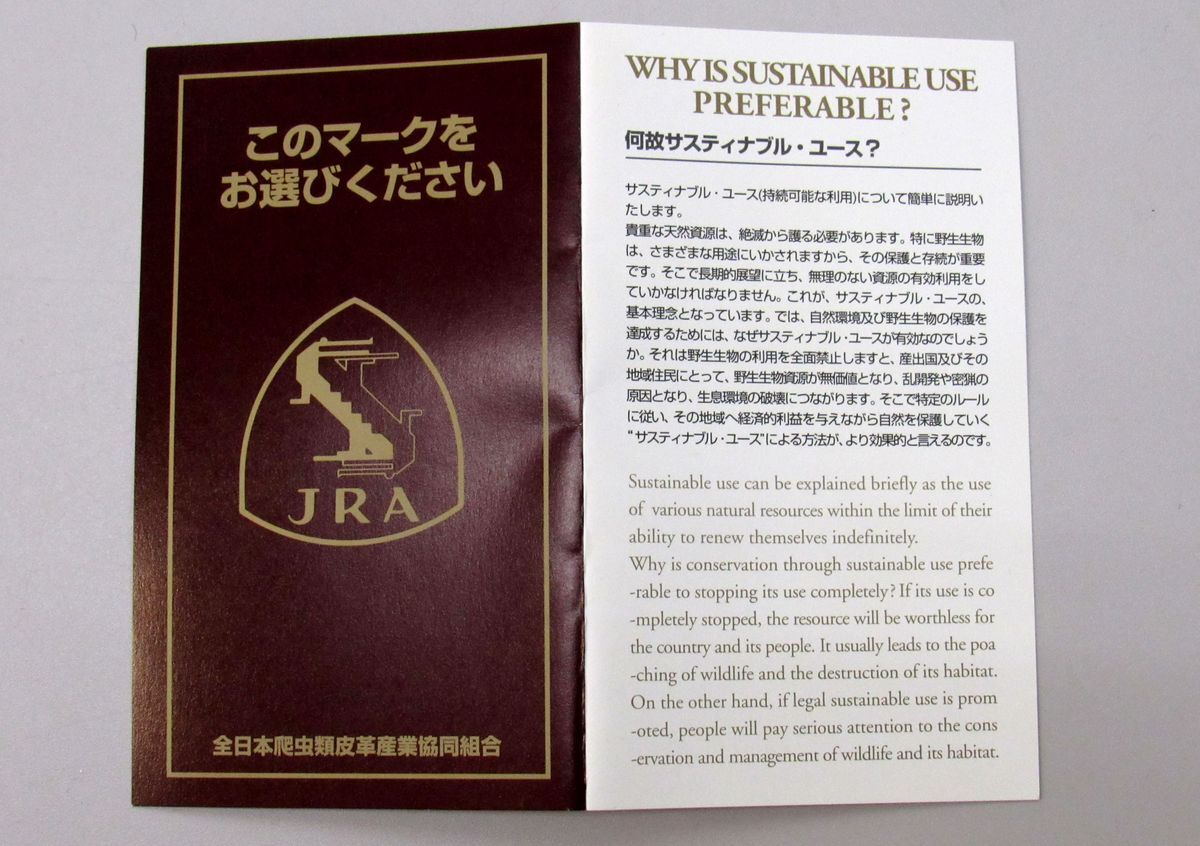 このマークを
お選びください
JRA
全日本爬虫類皮革産業協同組合
WHY IS SUSTAINABLE USE
PREFERABLE ?
何故サスティナブル・ユース？
サスティナブル・ユース(持続可能な利用)について簡単に説明い
たします。
貴重な天然資源は、絶滅から護る必要があります。特に野生生物
は、さまざまな用途にいかされますから、その保護と存続が重要
です。そこで長期的展望に立ち、無理のない資源の有効利用をし
ていかなければなりません。これが、サスティナブル・ユースの、
基本理念となっています。では、自然環境及び野生生物の保護を
達成するためには、なぜサスティナブル・ユースが有効なのでしょう
か。それは野生生物の利用を全面禁止しますと、産出国及びその
地域住民にとって、野生生物資源が無価値となり、乱開発や密猟の
原因となり、生息環境の破壊につながります。そこで特定のルール
に従い、その地域へ経済的利益を与えながら自然を保護していく
“サスティナブル・ユース”による方法が、より効果的と言えるのです。
Sustainable use can be explained briefly as the use
of various natural resources within the limit of their
ability to renew themselves indefinitely.
Why is conservation through sustainable use prefe
-rable to stopping its use completely? If its use is co
-mpletely stopped, the resource will be worthless for
the country and its people. It usually leads to the poa
-ching of wildlife and the destruction of its habitat.
On the other hand, if legal sustainable use is prom
-oted, people will pay serious attention to the cons
-ervation and management of wildlife and its habitat.